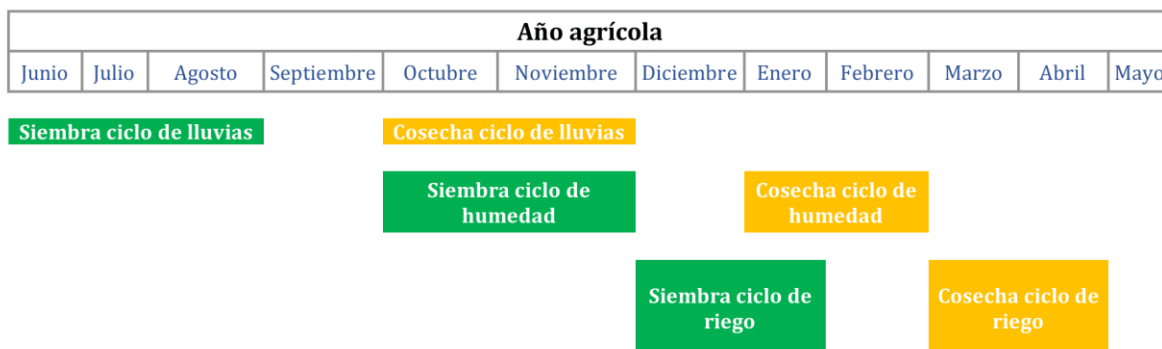 Año agrícola
Junio Julio Agosto Septiembre Octubre Noviembre Diciembre Enero Febrero Marzo Abril Mayo
Siembra ciclo de lluvias
Cosecha ciclo de lluvias
Siembra ciclo de
humedad
Cosecha ciclo de
humedad
Siembra ciclo de
riego
Cosecha ciclo de
riego